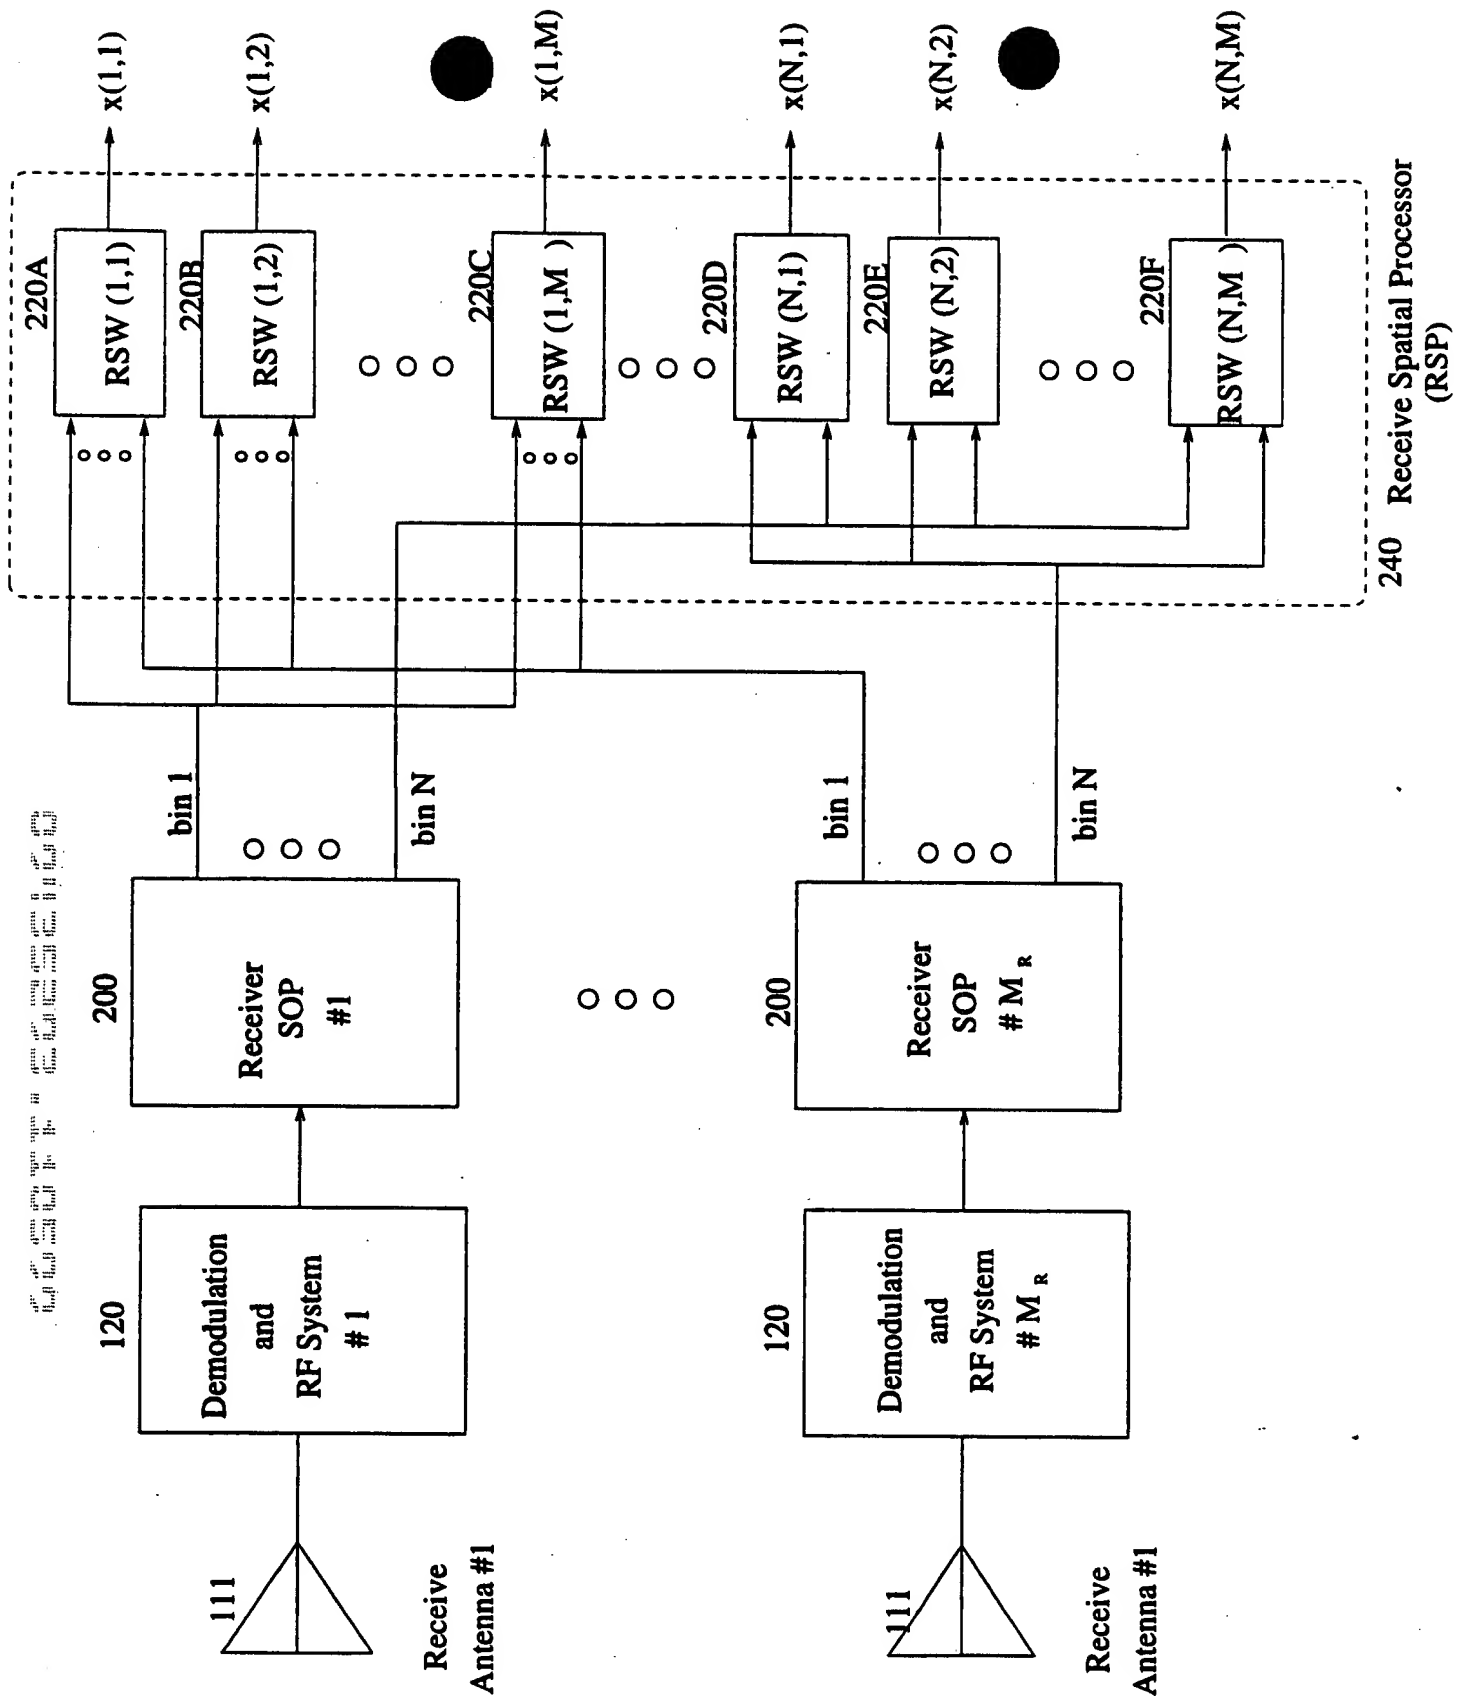 111
Receive
Antenna #1
120
Demodulation
and
RF System
# 1
200
Receiver
SOP
#1
bin 1
bin N
111
Receive
Antenna #1
120
Demodulation
and
RF System
# M R
200
Receiver
SOP
# M R
bin 1
bin N
220A
RSW (1,1)
x(1,1)
220B
RSW (1,2)
x(1,2)
220C
RSW (1,M )
x(1,M)
220D
RSW (N,1)
x(N,1)
220E
RSW (N,2)
x(N,2)
220F
RSW (N,M )
x(N,M)
240 Receive Spatial Processor
(RSP)